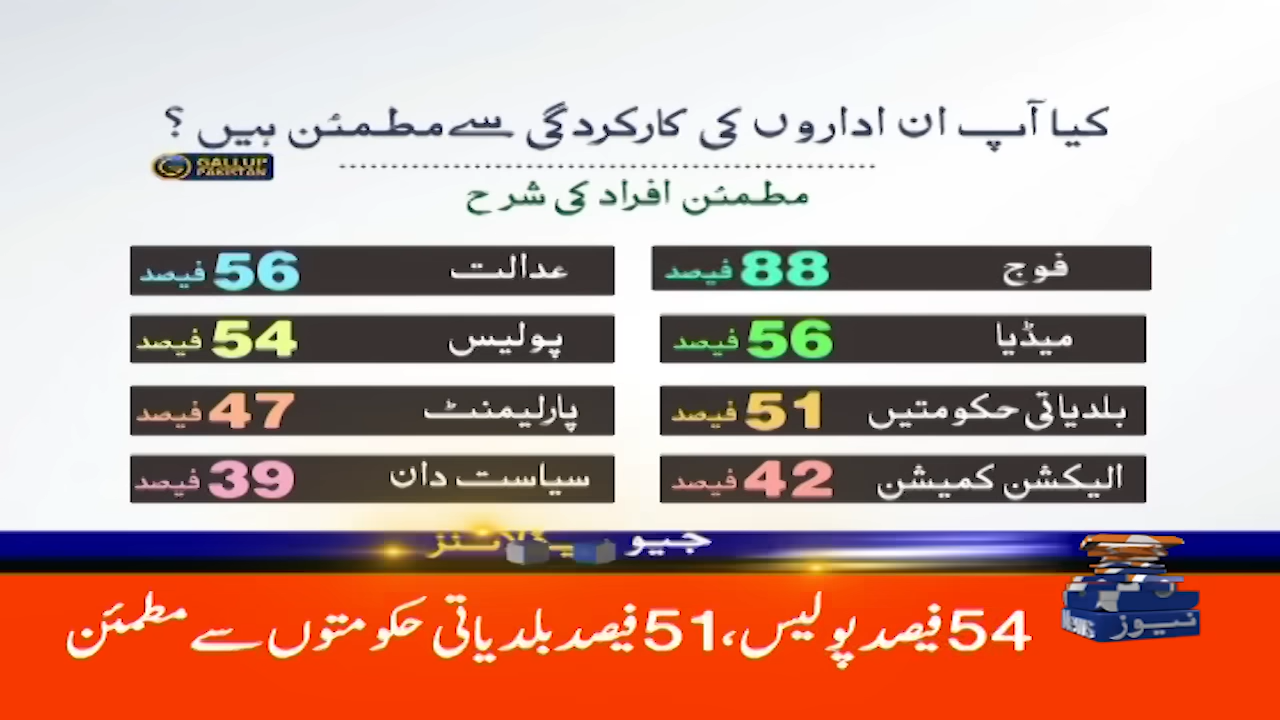 کیا آپ ان اداروں کی کارکردگی سے مطمئن ہیں ؟
GALLUP
PAKISTAN
مطمئن افراد کی شرح
فوج 88 فیصد
عدالت 56 فیصد
میڈیا 56 فیصد
پولیس 54 فیصد
بلدیاتی حکومتیں 51 فیصد
پارلیمنٹ 47 فیصد
الیکشن کمیشن 42 فیصد
سیاست دان 39 فیصد
جیو
54 فیصد پولیس، 51 فیصد بلدیاتی حکومتوں سے مطمئن
نیوز
NEWS